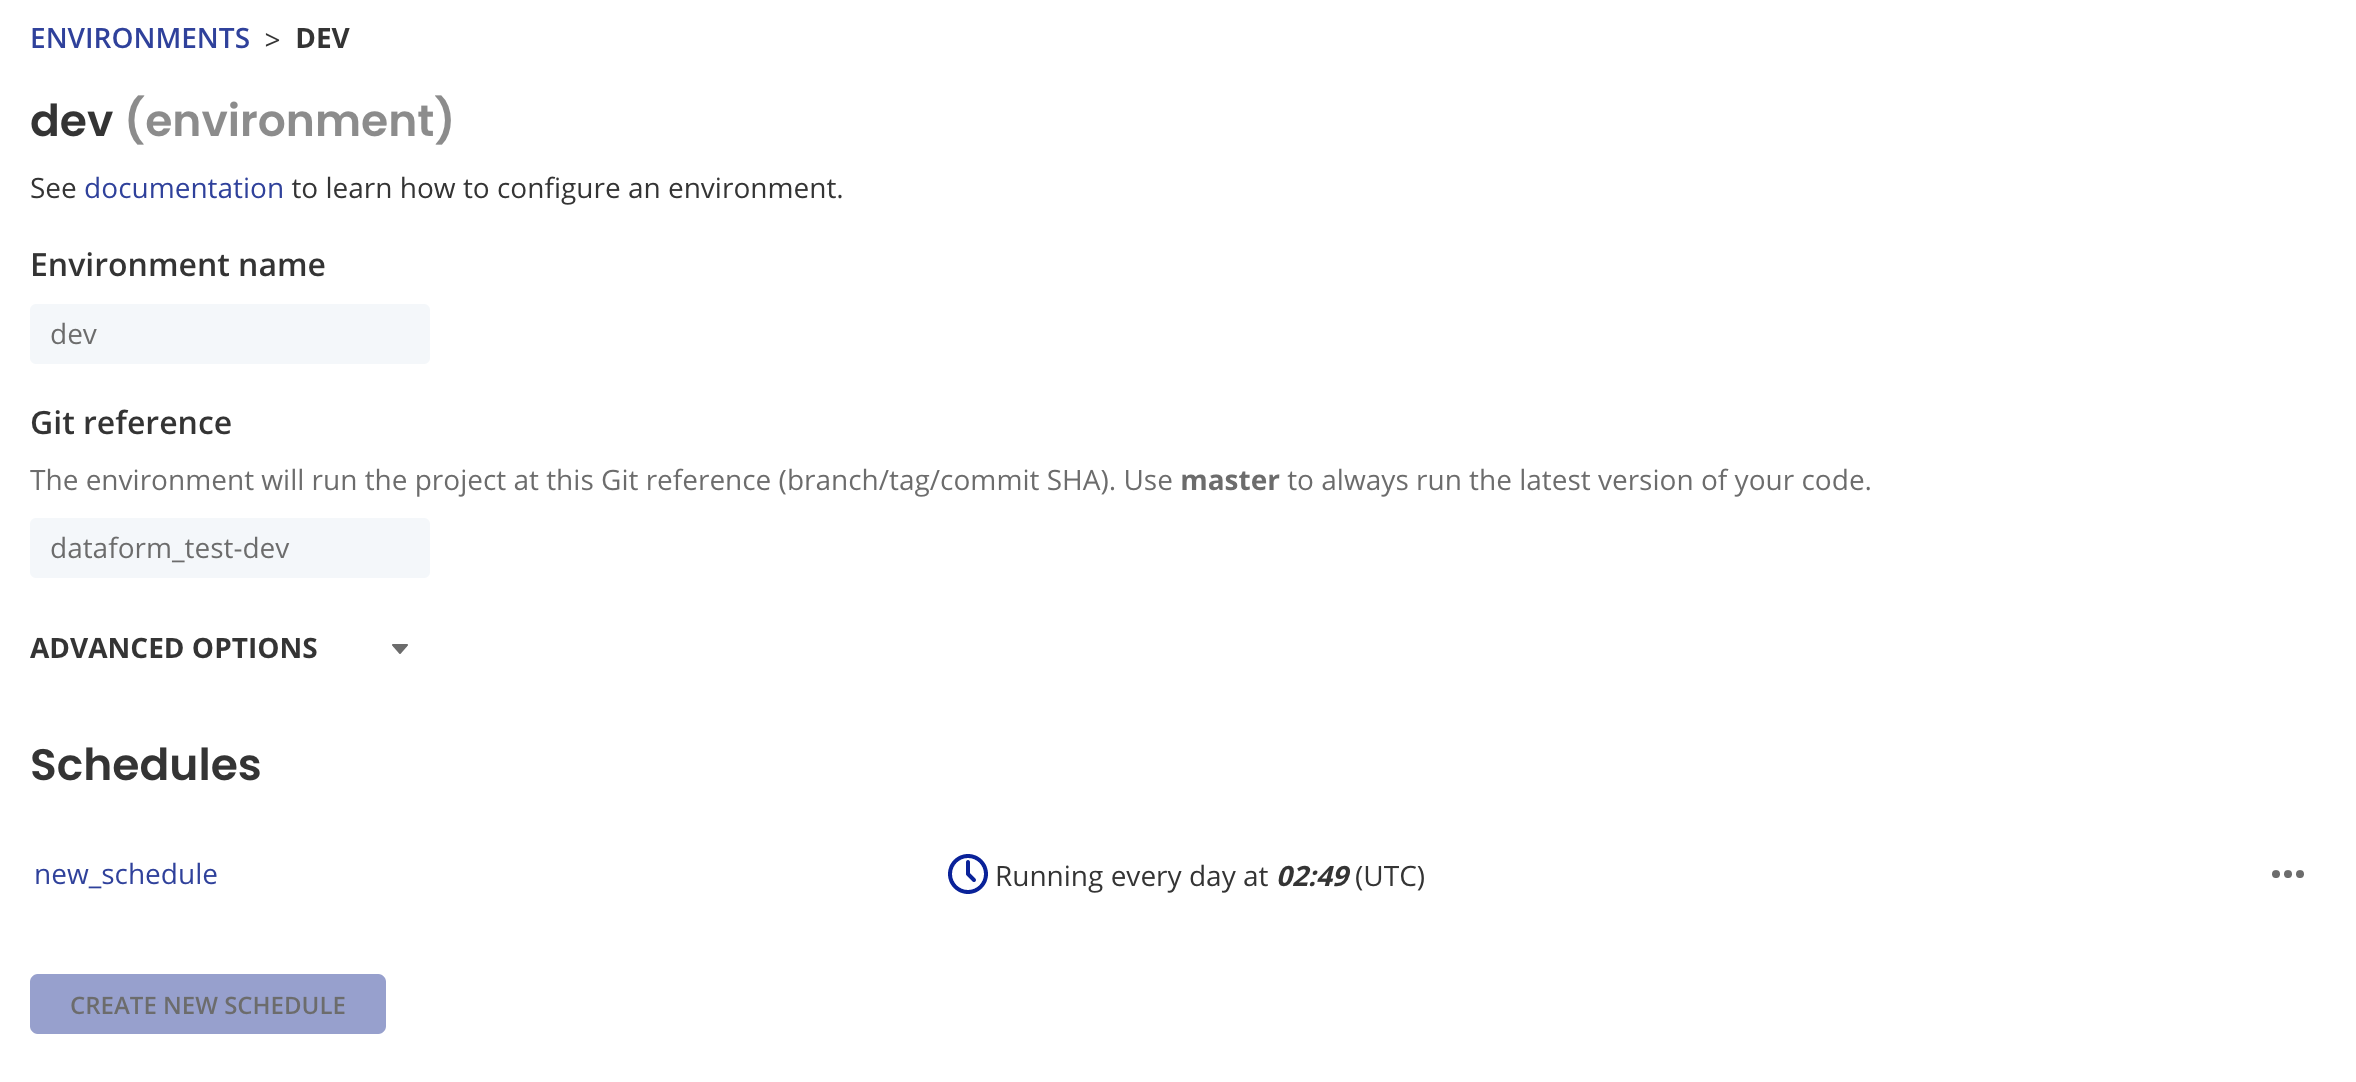 ENVIRONMENTS > DEV
dev (environment)
See documentation to learn how to configure an environment.
Environment name
dev
Git reference
The environment will run the project at this Git reference (branch/tag/commit SHA). Use master to always run the latest version of your code.
dataform_test-dev
ADVANCED OPTIONS
Schedules
new_schedule Running every day at 02:49 (UTC)
CREATE NEW SCHEDULE